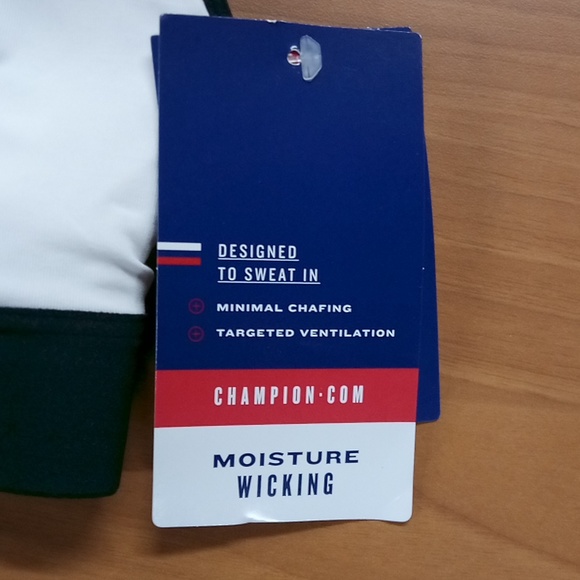 DESIGNED
TO SWEAT IN
MINIMAL CHAFING
TARGETED VENTILATION
CHAMPION·COM
MOISTURE
WICKING